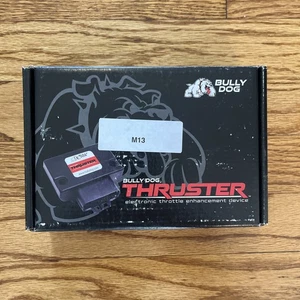 BULLY
DOG
M13
BULLY DOG
THRUSTER
electronic throttle enhancement device